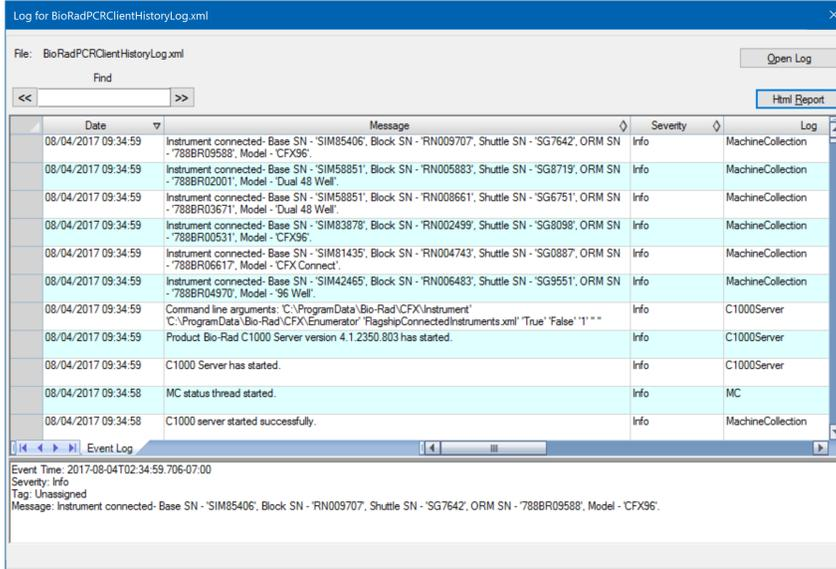 Log for BioRadPCRClientHistoryLog.xml
File: BioRadPCRClientHistoryLog.xml
Open Log
Find
<< >>
Html Report
Date Message Severity Log
08/04/2017 09:34:59 Instrument connected- Base SN - 'SIM85406', Block SN - 'RN009707', Shuttle SN - 'SG7642', ORM SN Info MachineCollection
- '788BR09588', Model - 'CFX96'.
08/04/2017 09:34:59 Instrument connected- Base SN - 'SIM58851', Block SN - 'RN005883', Shuttle SN - 'SG8719', ORM SN Info MachineCollection
- '788BR02001', Model - 'Dual 48 Well'.
08/04/2017 09:34:59 Instrument connected- Base SN - 'SIM58851', Block SN - 'RN008661', Shuttle SN - 'SG6751', ORM SN Info MachineCollection
- '788BR03671', Model - 'Dual 48 Well'.
08/04/2017 09:34:59 Instrument connected- Base SN - 'SIM83878', Block SN - 'RN002499', Shuttle SN - 'SG8098', ORM SN Info MachineCollection
- '788BR00531', Model - 'CFX96'.
08/04/2017 09:34:59 Instrument connected- Base SN - 'SIM81435', Block SN - 'RN004743', Shuttle SN - 'SG0887', ORM SN Info MachineCollection
- '788BR06617', Model - 'CFX Connect'.
08/04/2017 09:34:59 Instrument connected- Base SN - 'SIM42465', Block SN - 'RN006483', Shuttle SN - 'SG9551', ORM SN Info MachineCollection
- '788BR04970', Model - '96 Well'.
08/04/2017 09:34:59 Command line arguments: 'C:\ProgramData\Bio-Rad\CFX\Instrument' Info C1000Server
'C:\ProgramData\Bio-Rad\CFX\Enumerator' 'FlagshipConnectedInstruments.xml' 'True' 'False' '1' '' ''
08/04/2017 09:34:59 Product Bio-Rad C1000 Server version 4.1.2350.803 has started. Info C1000Server
08/04/2017 09:34:59 C1000 Server has started. Info C1000Server
08/04/2017 09:34:58 MC status thread started. Info MC
08/04/2017 09:34:58 C1000 server started successfully. Info MachineCollection
Event Log
Event Time: 2017-08-04T02:34:59.706-07:00
Severity: Info
Tag: Unassigned
Message: Instrument connected- Base SN - 'SIM85406', Block SN - 'RN009707', Shuttle SN - 'SG7642', ORM SN - '788BR09588', Model - 'CFX96'.